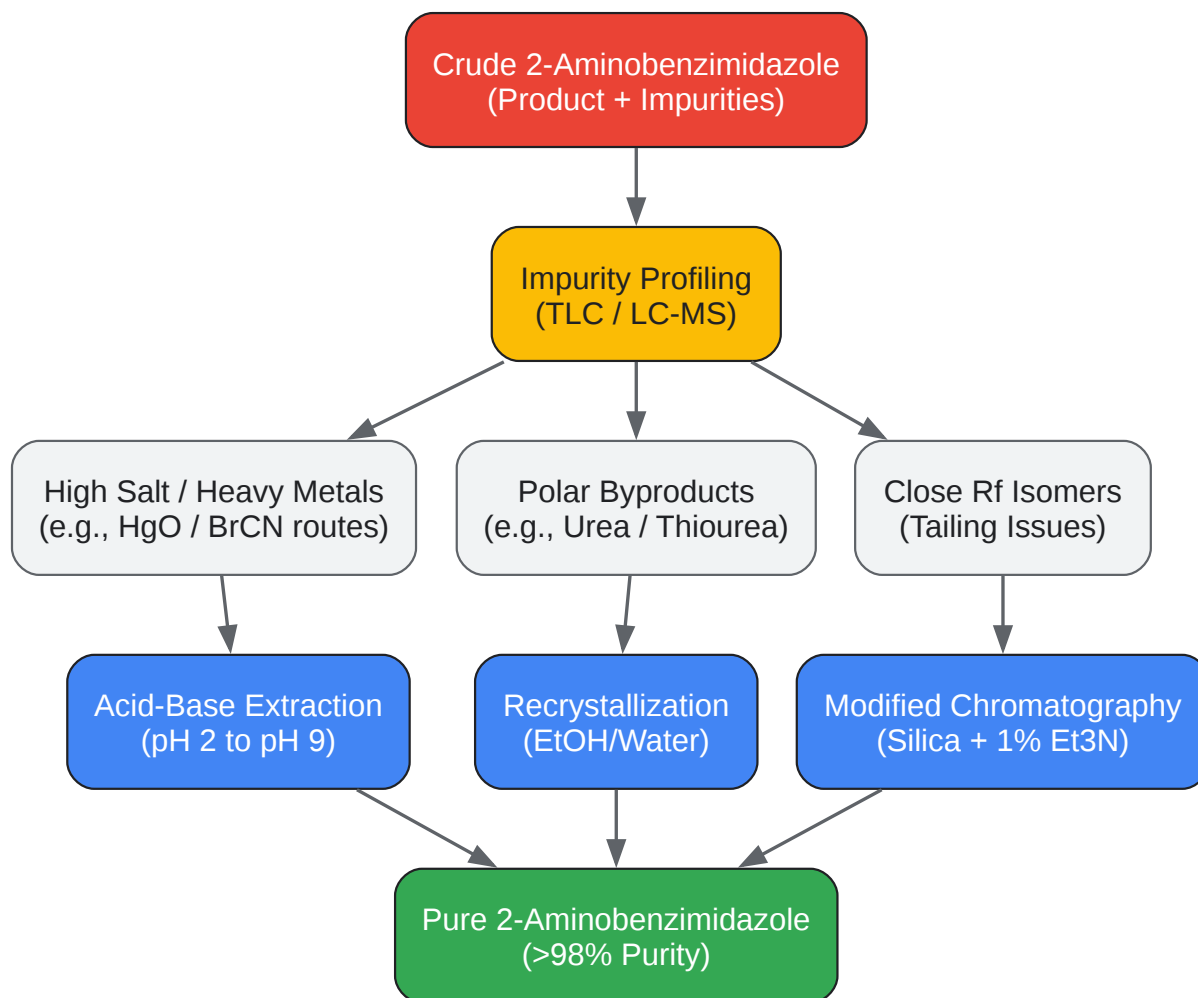 Crude 2-Aminobenzimidazole
(Product + Impurities)
Impurity Profiling
(TLC / LC-MS)
High Salt / Heavy Metals
(e.g., HgO / BrCN routes)
Polar Byproducts
(e.g., Urea / Thiourea)
Close Rf Isomers
(Tailing Issues)
Acid-Base Extraction
(pH 2 to pH 9)
Recrystallization
(EtOH/Water)
Modified Chromatography
(Silica + 1% Et3N)
Pure 2-Aminobenzimidazole
(>98% Purity)